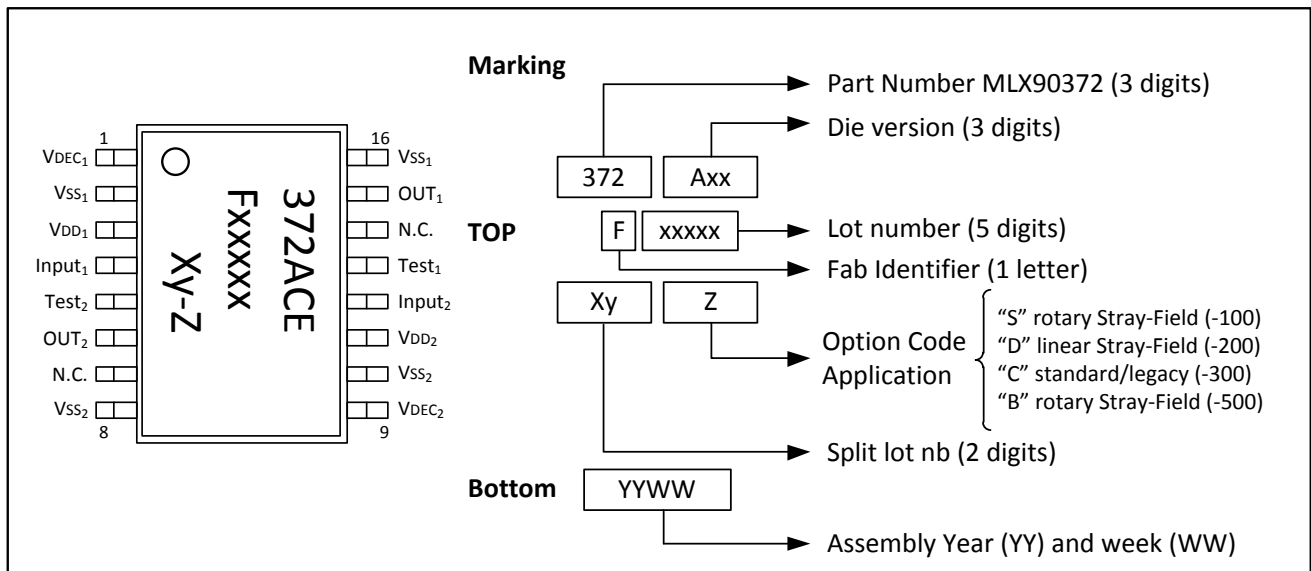 Marking
Part Number MLX90372 (3 digits)
Die version (3 digits)
372 Axx
TOP
F xxxxx
Lot number (5 digits)
Fab Identifier (1 letter)
Xy Z
Option Code
Application
“S” rotary Stray-Field (-100)
“D” linear Stray-Field (-200)
“C” standard/legacy (-300)
“B” rotary Stray-Field (-500)
Split lot nb (2 digits)
Bottom
YYWW
Assembly Year (YY) and week (WW)
1
16
VDEC1
VSS1
VSS1
OUT1
VDD1
N.C.
Input1
Test1
Test2
Input2
OUT2
VDD2
N.C.
VSS2
VSS2
VDEC2
8
9
372ACE
Fxxxxx
Xy-Z